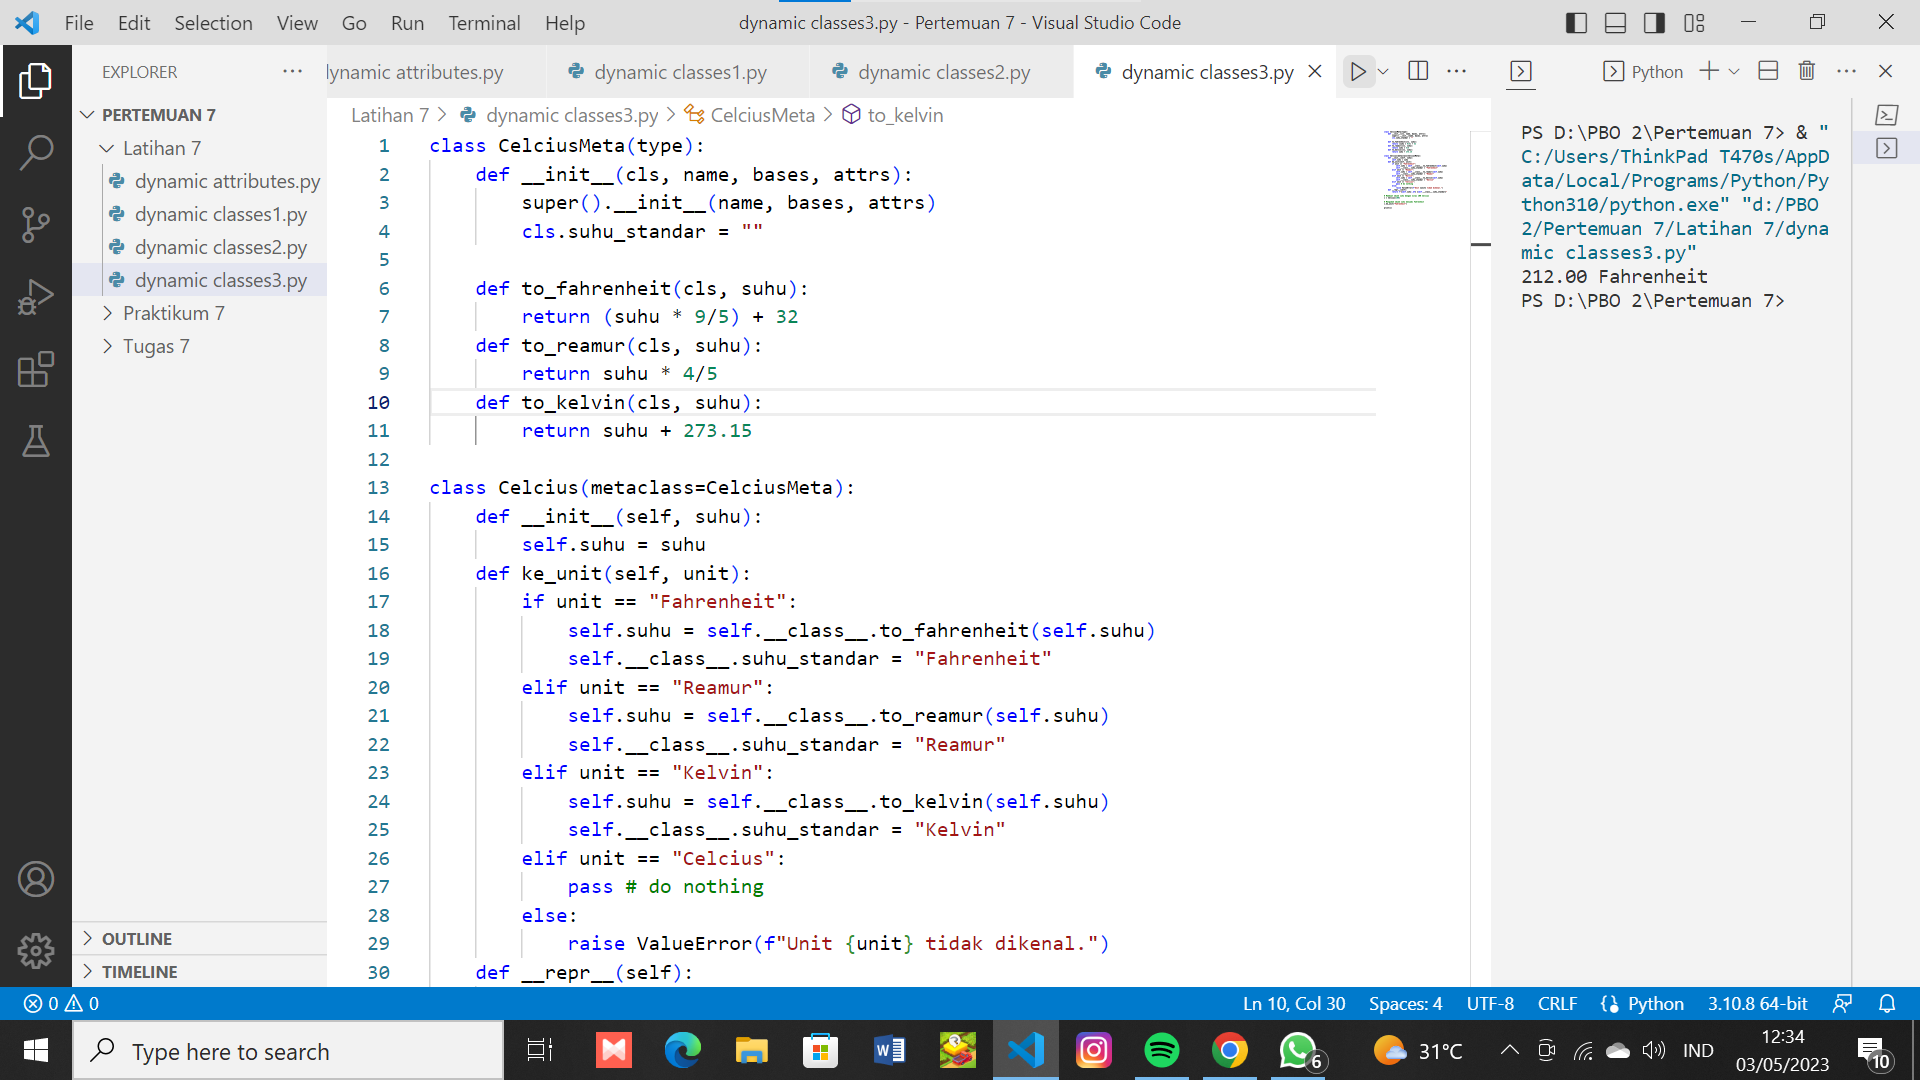 File Edit Selection View Go Run Terminal Help
dynamic classes3.py - Pertemuan 7 - Visual Studio Code
EXPLORER
PERTEMUAN 7
Latihan 7
dynamic attributes.py
dynamic classes1.py
dynamic classes2.py
dynamic classes3.py
Praktikum 7
Tugas 7
OUTLINE
TIMELINE
dynamic attributes.py
dynamic classes1.py
dynamic classes2.py
dynamic classes3.py
Latihan 7 > dynamic classes3.py > CelciusMeta > to_kelvin
1 class CelciusMeta(type):
2     def __init__(cls, name, bases, attrs):
3         super().__init__(name, bases, attrs)
4         cls.suhu_standar = ""
5
6     def to_fahrenheit(cls, suhu):
7         return (suhu * 9/5) + 32
8     def to_reamur(cls, suhu):
9         return suhu * 4/5
10     def to_kelvin(cls, suhu):
11         return suhu + 273.15
12
13 class Celcius(metaclass=CelciusMeta):
14     def __init__(self, suhu):
15         self.suhu = suhu
16     def ke_unit(self, unit):
17         if unit == "Fahrenheit":
18             self.suhu = self.__class__.to_fahrenheit(self.suhu)
19             self.__class__.suhu_standar = "Fahrenheit"
20         elif unit == "Reamur":
21             self.suhu = self.__class__.to_reamur(self.suhu)
22             self.__class__.suhu_standar = "Reamur"
23         elif unit == "Kelvin":
24             self.suhu = self.__class__.to_kelvin(self.suhu)
25             self.__class__.suhu_standar = "Kelvin"
26         elif unit == "Celcius":
27             pass # do nothing
28         else:
29             raise ValueError(f"Unit {unit} tidak dikenal.")
30     def __repr__(self):
Python
PS D:\PBO 2\Pertemuan 7> & "
C:/Users/ThinkPad T470s/AppD
ata/Local/Programs/Python/Py
thon310/python.exe" "d:/PBO
2/Pertemuan 7/Latihan 7/dyna
mic classes3.py"
212.00 Fahrenheit
PS D:\PBO 2\Pertemuan 7>
0 0
Ln 10, Col 30 Spaces: 4 UTF-8 CRLF Python 3.10.8 64-bit
Type here to search
6
31°C
IND
12:34
03/05/2023
10